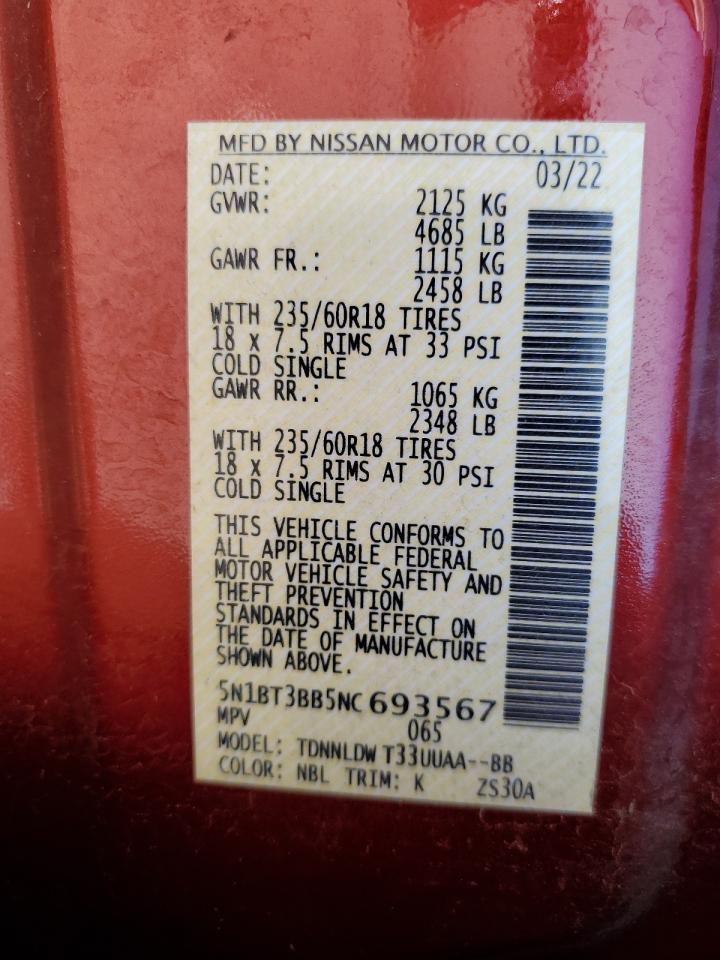 MFD BY NISSAN MOTOR CO., LTD.
DATE: 03/22
GVWR: 2125 KG
4685 LB
GAWR FR.: 1115 KG
2458 LB
WITH 235/60R18 TIRES
18 x 7.5 RIMS AT 33 PSI
COLD SINGLE
GAWR RR.: 1065 KG
2348 LB
WITH 235/60R18 TIRES
18 x 7.5 RIMS AT 30 PSI
COLD SINGLE
THIS VEHICLE CONFORMS TO
ALL APPLICABLE FEDERAL
MOTOR VEHICLE SAFETY AND
THEFT PREVENTION
STANDARDS IN EFFECT ON
THE DATE OF MANUFACTURE
SHOWN ABOVE.
5N1BT3BB5NC693567
MPV 065
MODEL: TDNNLDW T33UUAA--BB
COLOR: NBL TRIM: K ZS30A